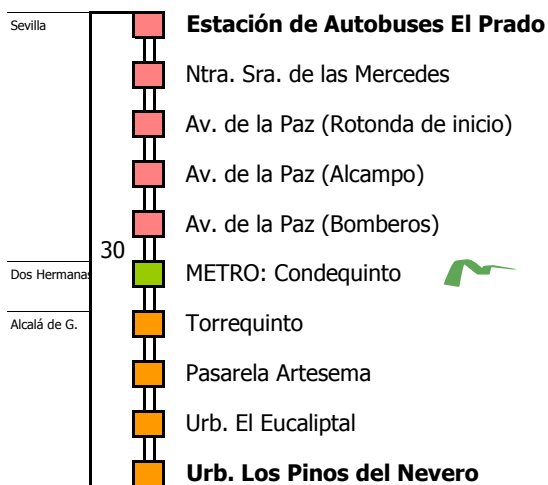 Sevilla
Estación de Autobuses El Prado
Ntra. Sra. de las Mercedes
Av. de la Paz (Rotonda de inicio)
Av. de la Paz (Alcampo)
Av. de la Paz (Bomberos)
30
Dos Hermanas
METRO: Condequinto
Alcalá de G.
Torrequinto
Pasarela Artesema
Urb. El Eucaliptal
Urb. Los Pinos del Nevero